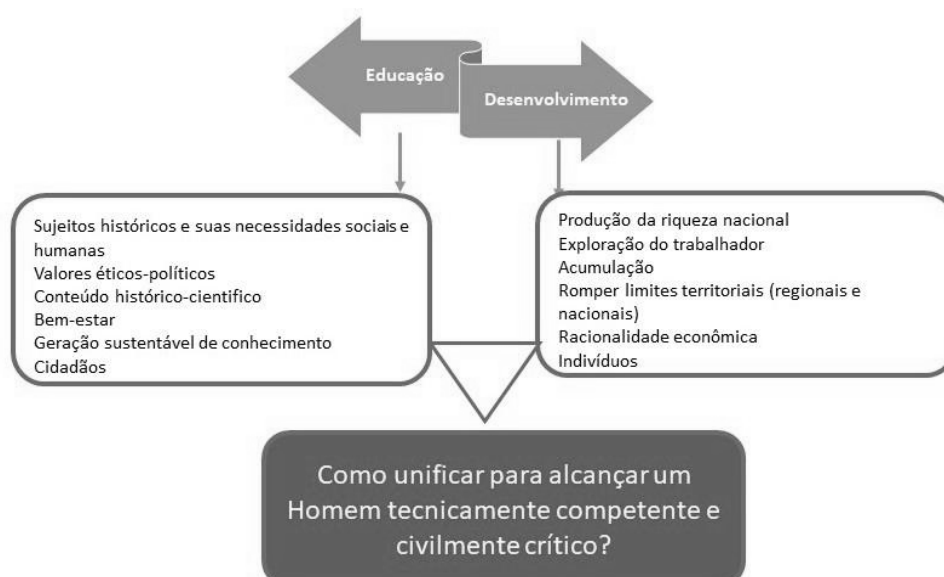 Educação
Desenvolvimento
Sujeitos históricos e suas necessidades sociais e
humanas
Valores éticos-políticos
Conteúdo histórico-cientifico
Bem-estar
Geração sustentável de conhecimento
Cidadãos
Produção da riqueza nacional
Exploração do trabalhador
Acumulação
Romper limites territoriais (regionais e
nacionais)
Racionalidade econômica
Indivíduos
Como unificar para alcançar um
Homem tecnicamente competente e
civilmente crítico?